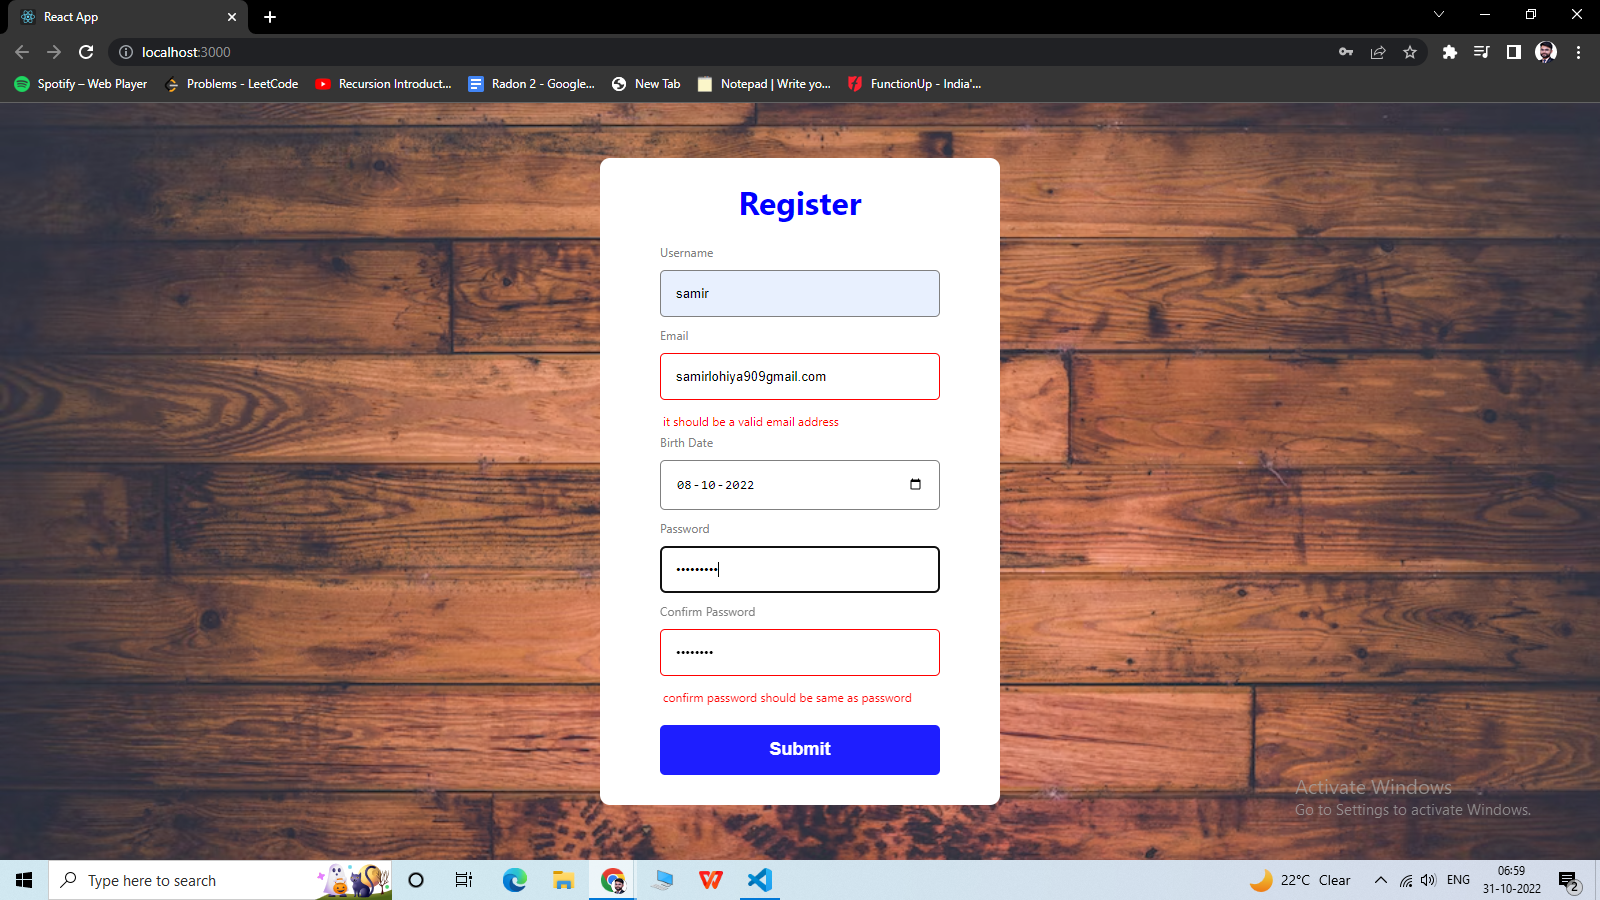 React App
localhost:3000
Spotify – Web Player
Problems - LeetCode
Recursion Introduct...
Radon 2 - Google...
New Tab
Notepad | Write yo...
FunctionUp - India'...
Register
Username
samir
Email
samirlohiya909gmail.com
it should be a valid email address
Birth Date
08-10-2022
Password
•••••••••
Confirm Password
••••••••
confirm password should be same as password
Submit
Activate Windows
Go to Settings to activate Windows.
Type here to search
22°C Clear
ENG
06:59
31-10-2022
2